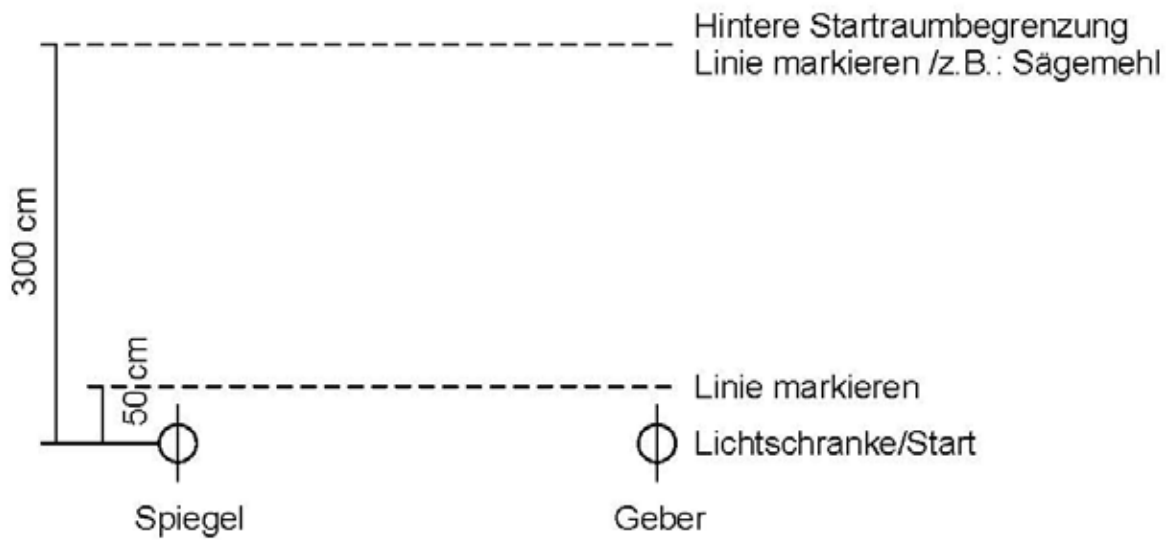 Hintere Startraumbegrenzung
Linie markieren /z.B.: Sägemehl
300 cm
50 cm
Linie markieren
Lichtschranke/Start
Spiegel
Geber